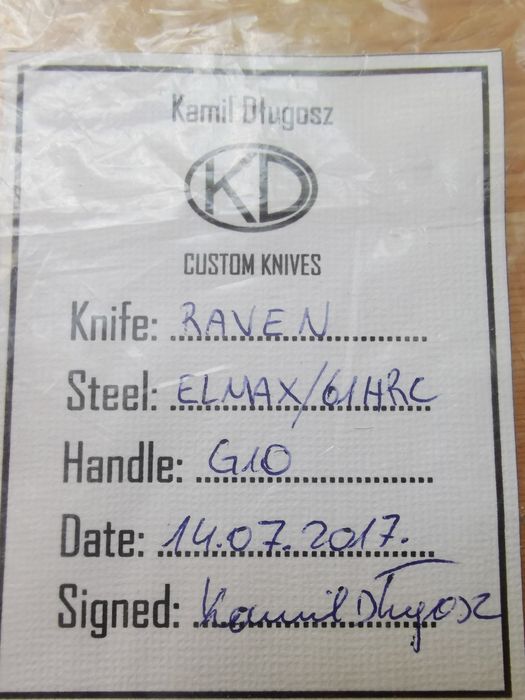 Kamil Długosz
KD
CUSTOM KNIVES
Knife: RAVEN
Steel: ELMAX/61HRC
Handle: G10
Date: 14.07.2017.
Signed: Kamil Długosz